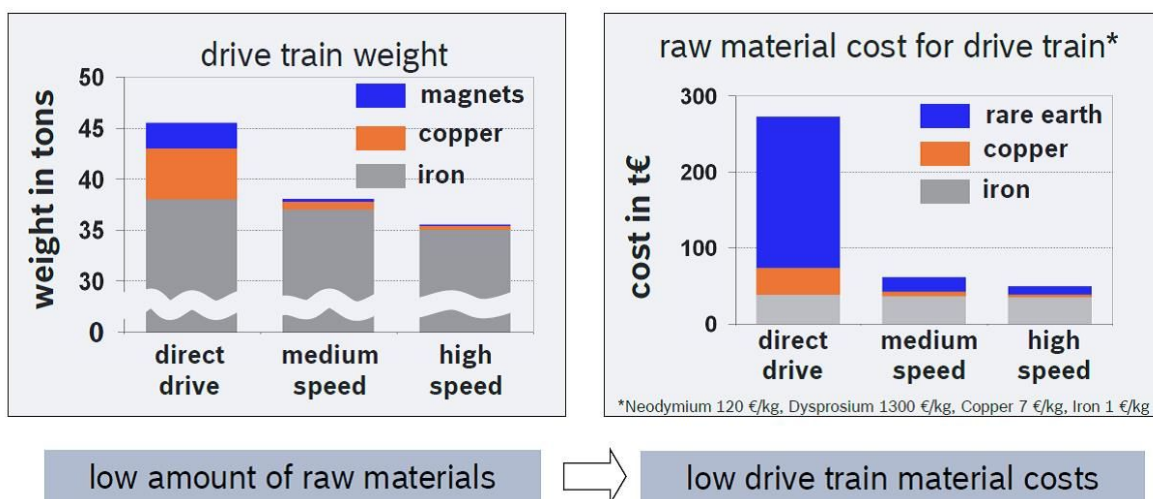 drive train weight
weight in tons
50
45
40
35
30
0
magnets
copper
iron
direct
drive
medium
speed
high
speed
raw material cost for drive train*
cost in t€
300
200
100
0
rare earth
copper
iron
direct
drive
medium
speed
high
speed
*Neodymium 120 €/kg, Dysprosium 1300 €/kg, Copper 7 €/kg, Iron 1 €/kg
low amount of raw materials
low drive train material costs